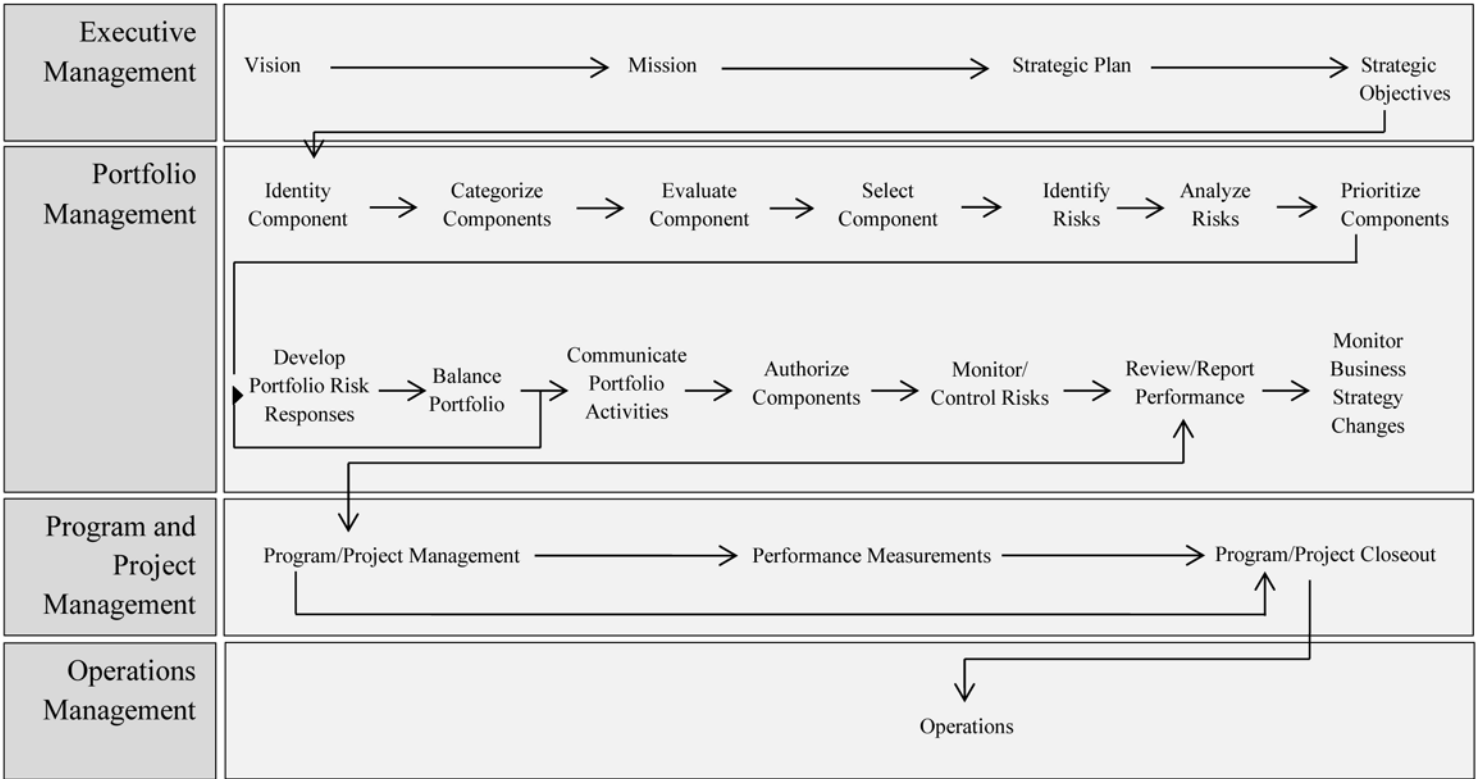 Executive
Management
Vision
Mission
Strategic Plan
Strategic
Objectives
Portfolio
Management
Identity
Component
Categorize
Components
Evaluate
Component
Select
Component
Identify
Risks
Analyze
Risks
Prioritize
Components
Develop
Portfolio Risk
Responses
Balance
Portfolio
Communicate
Portfolio
Activities
Authorize
Components
Monitor/
Control Risks
Review/Report
Performance
Monitor
Business
Strategy
Changes
Program and
Project
Management
Program/Project Management
Performance Measurements
Program/Project Closeout
Operations
Management
Operations